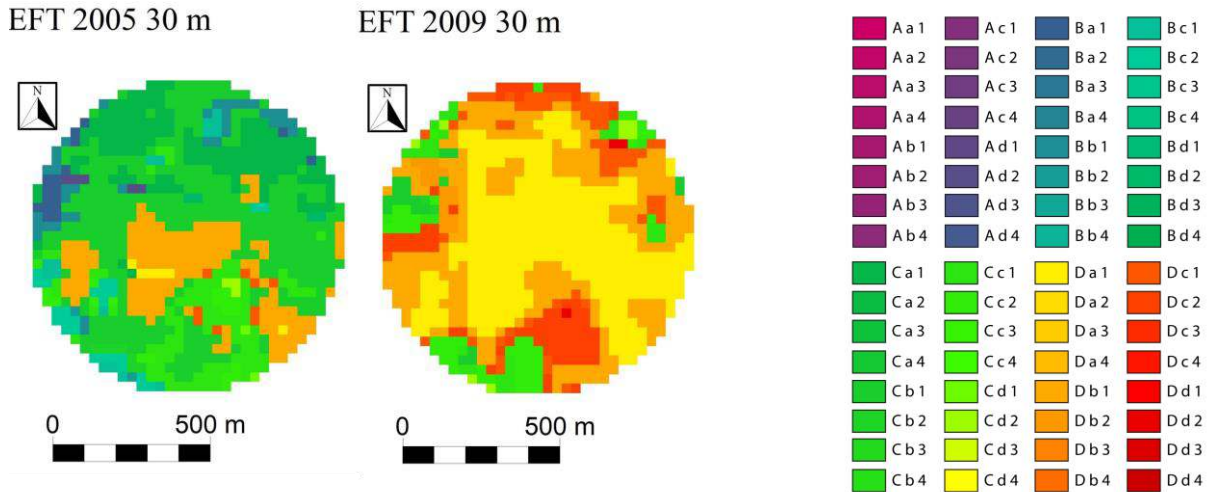 EFT 2005 30 m
EFT 2009 30 m
N
N
0 500 m
0 500 m
Aa1 Ac1 Ba1 Bc1
Aa2 Ac2 Ba2 Bc2
Aa3 Ac3 Ba3 Bc3
Aa4 Ac4 Ba4 Bc4
Ab1 Ad1 Bb1 Bd1
Ab2 Ad2 Bb2 Bd2
Ab3 Ad3 Bb3 Bd3
Ab4 Ad4 Bb4 Bd4
Ca1 Cc1 Da1 Dc1
Ca2 Cc2 Da2 Dc2
Ca3 Cc3 Da3 Dc3
Ca4 Cc4 Da4 Dc4
Cb1 Cd1 Db1 Dd1
Cb2 Cd2 Db2 Dd2
Cb3 Cd3 Db3 Dd3
Cb4 Cd4 Db4 Dd4